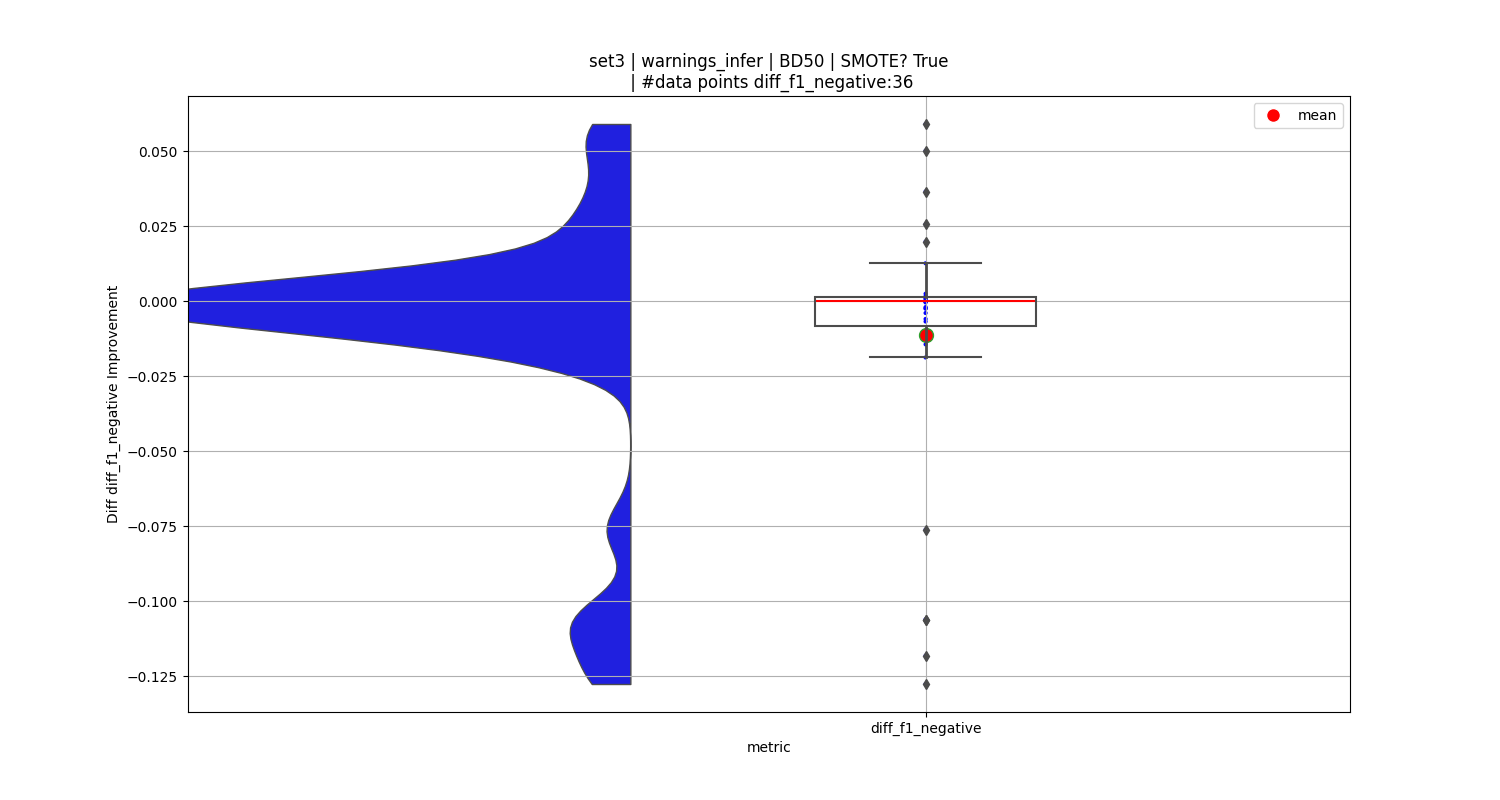 set3 | warnings_infer | BD50 | SMOTE? True
| #data points diff_f1_negative:36
mean
0.050
0.025
0.000
−0.025
−0.050
−0.075
−0.100
−0.125
Diff diff_f1_negative Improvement
diff_f1_negative
metric